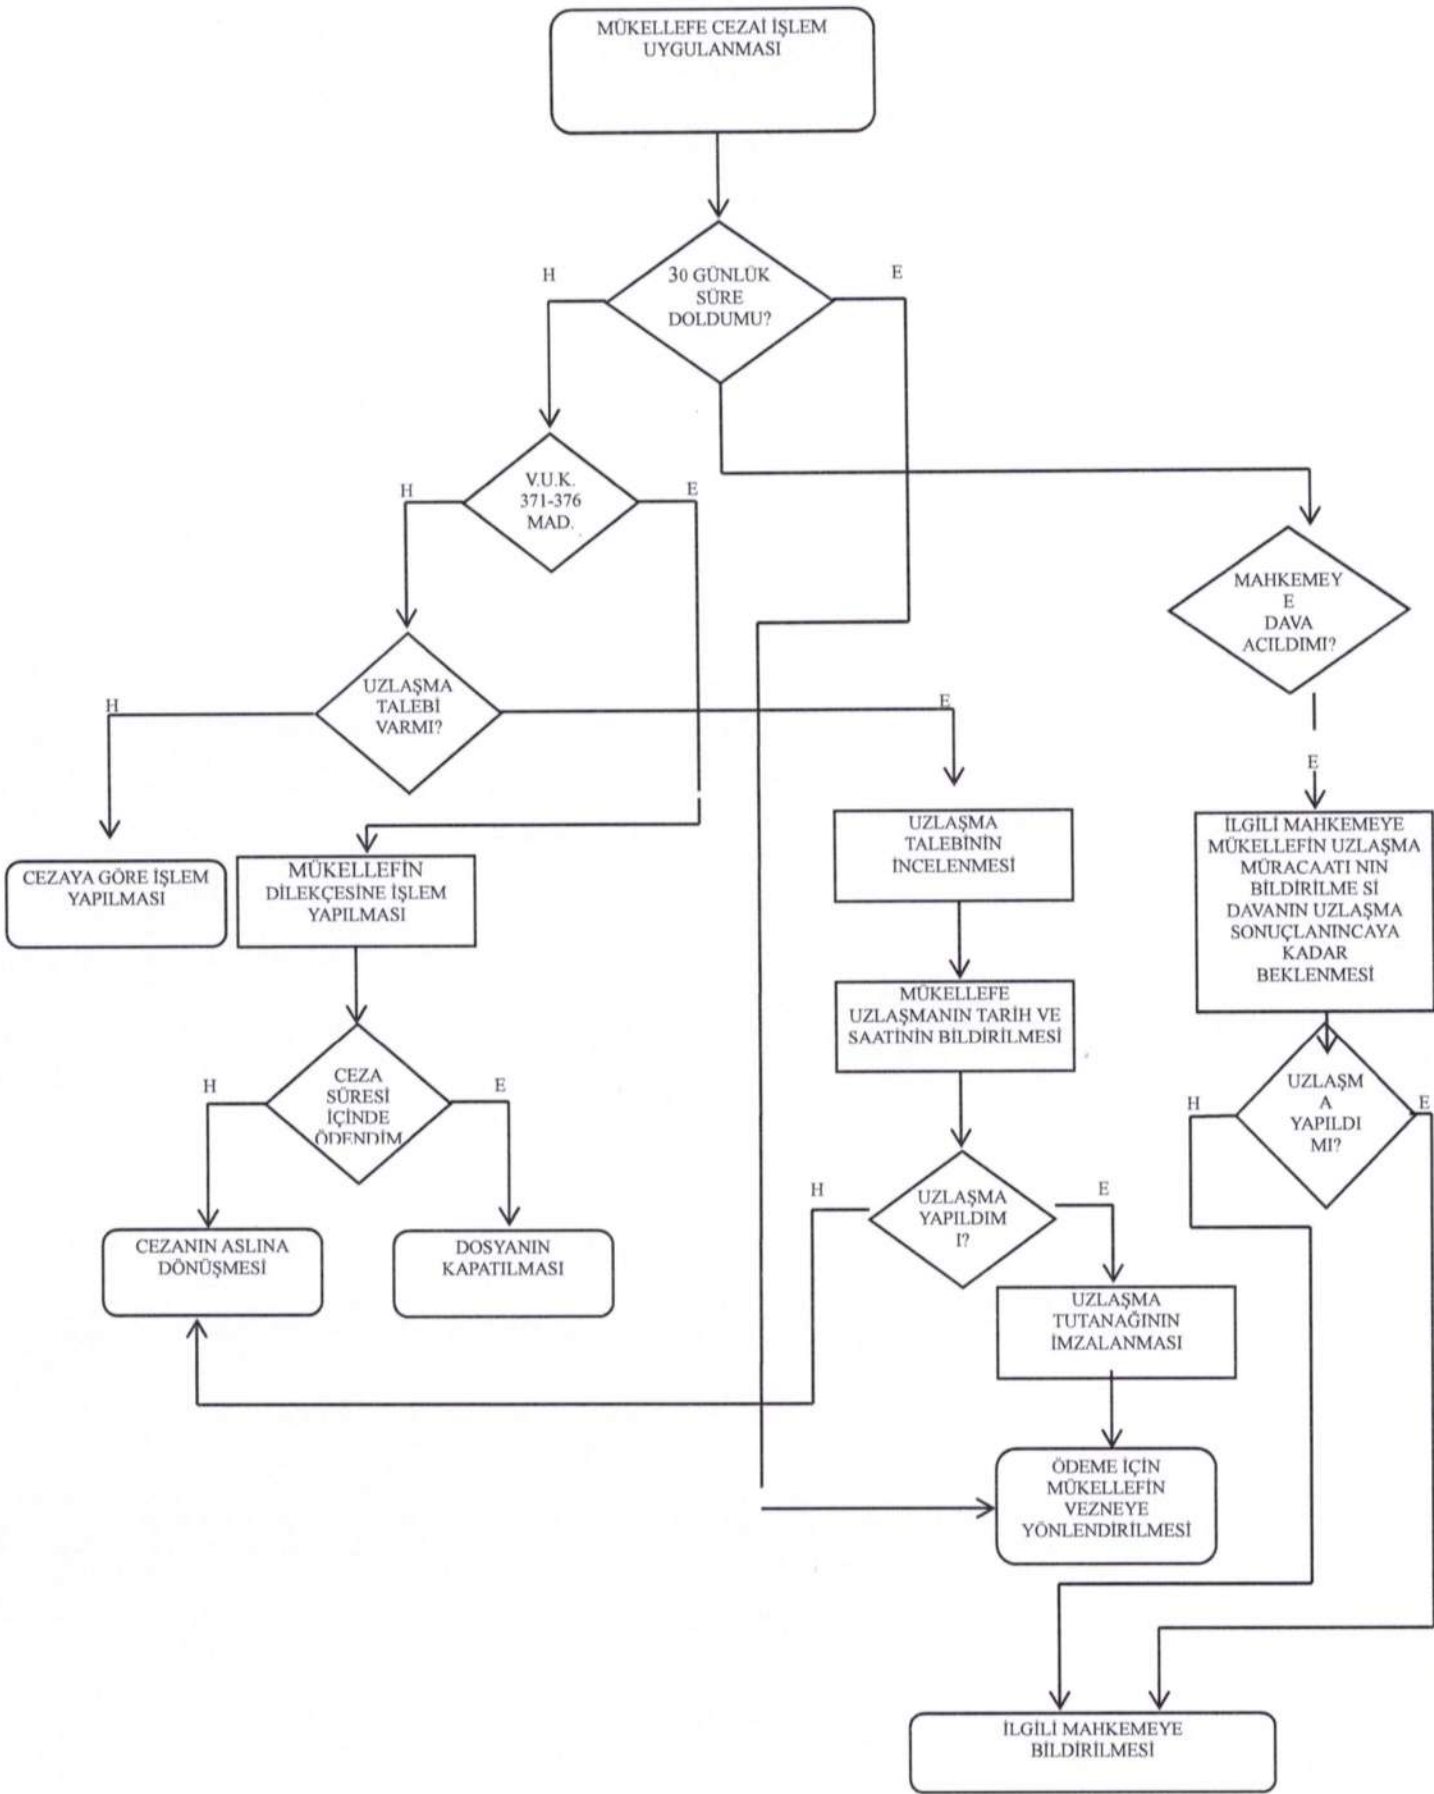 MÜKELLEFE CEZAİ İŞLEM
UYGULANMASI
H
E
30 GÜNLÜK
SÜRE
DOLDUMU?
H
E
V.U.K.
371-376
MAD.
MAHKEMEY
E
DAVA
ACILDIMI?
H
E
UZLAŞMA
TALEBİ
VARMI?
E
CEZAYA GÖRE İŞLEM
YAPILMASI
MÜKELLEFİN
DİLEKÇESİNE İŞLEM
YAPILMASI
UZLAŞMA
TALEBİNİN
İNCELENMESİ
İLGİLİ MAHKEMEYE
MÜKELLEFİN UZLAŞMA
MÜRACAATI NIN
BİLDİRİLME Sİ
DAVANIN UZLAŞMA
SONUÇLANINCAYA
KADAR
BEKLENMESİ
MÜKELLEFE
UZLAŞMANIN TARİH VE
SAATİNİN BİLDİRİLMESİ
H
E
CEZA
SÜRESİ
İÇİNDE
ÖDENDİM
H
E
UZLAŞM
A
YAPILDI
MI?
H
E
UZLAŞMA
YAPILDIM
I?
CEZANIN ASLINA
DÖNÜŞMESİ
DOSYANIN
KAPATILMASI
UZLAŞMA
TUTANAĞININ
İMZALANMASI
ÖDEME İÇİN
MÜKELLEFİN
VEZNEYE
YÖNLENDİRİLMESİ
İLGİLİ MAHKEMEYE
BİLDİRİLMESİ